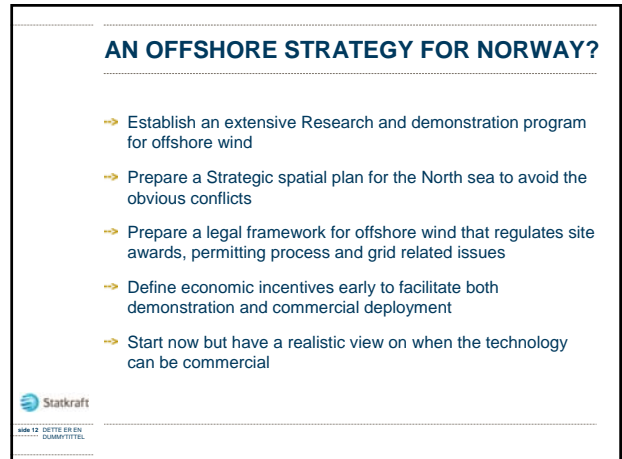 AN OFFSHORE STRATEGY FOR NORWAY?
Establish an extensive Research and demonstration program
for offshore wind
Prepare a Strategic spatial plan for the North sea to avoid the
obvious conflicts
Prepare a legal framework for offshore wind that regulates site
awards, permitting process and grid related issues
Define economic incentives early to facilitate both
demonstration and commercial deployment
Start now but have a realistic view on when the technology
can be commercial
Statkraft
side 12 DETTE ER EN
DUMMYTITTEL